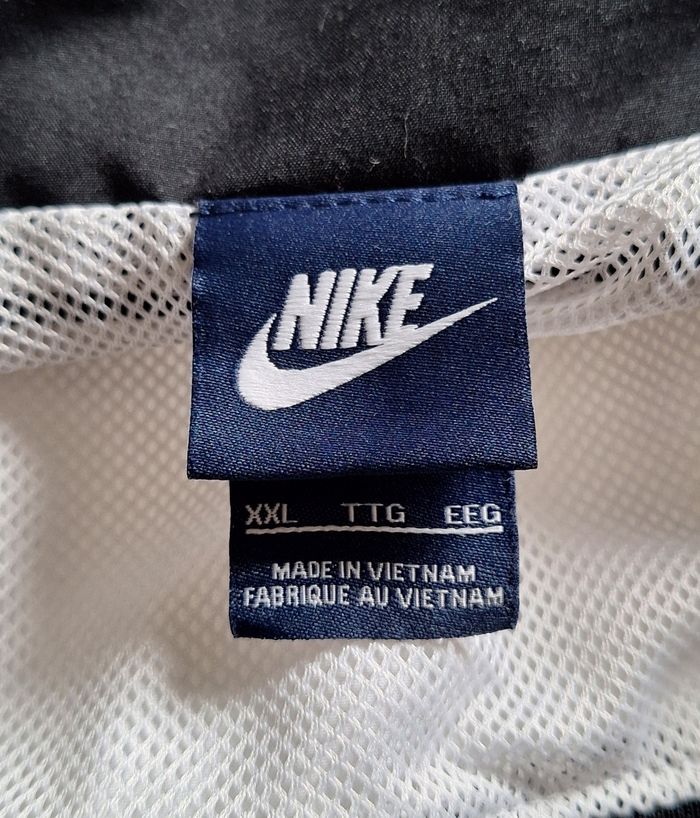 NIKE
XXL TTG EEG
MADE IN VIETNAM
FABRIQUE AU VIETNAM